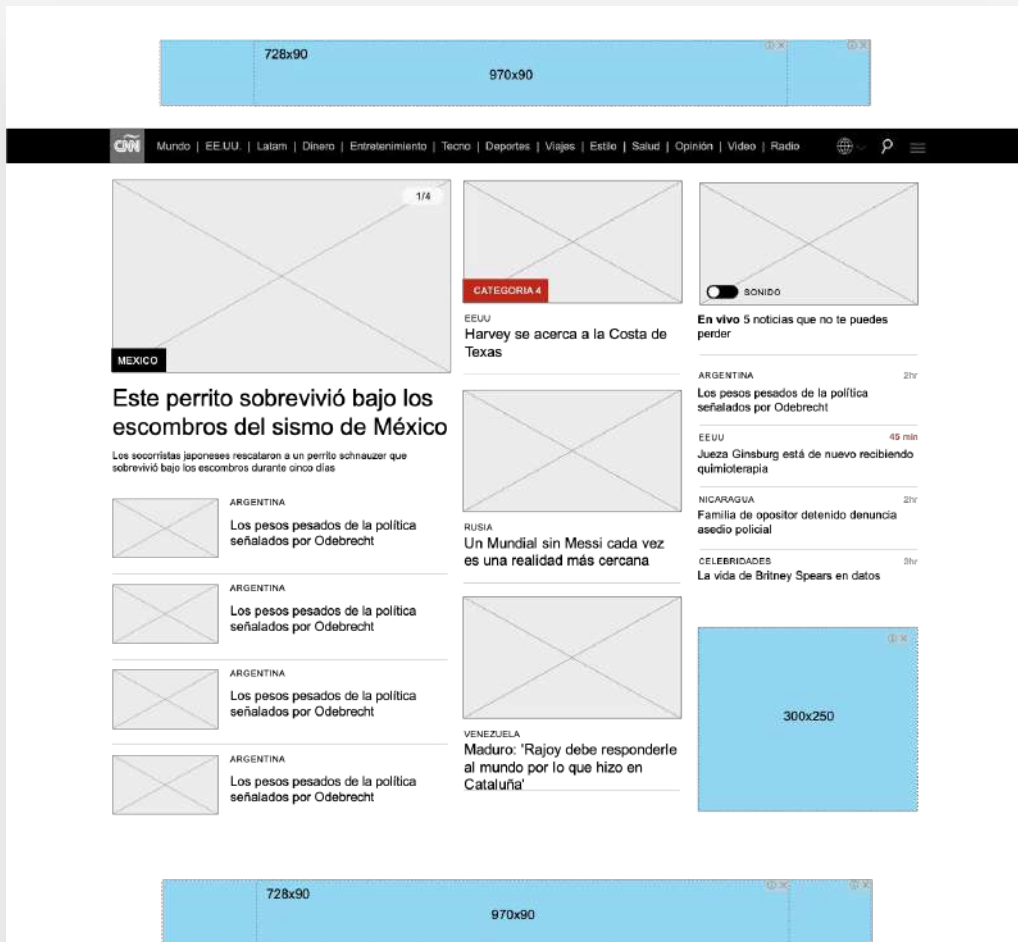 728x90
970x90
CNN
Mundo | EE.UU. | Latam | Dinero | Entretenimiento | Tecno | Deportes | Viajes | Estilo | Salud | Opinión | Video | Radio
1/4
MEXICO
Este perrito sobrevivió bajo los
escombros del sismo de México
Los socorristas japoneses rescataron a un perrito schnauzer que
sobrevivió bajo los escombros durante cinco días
ARGENTINA
Los pesos pesados de la política
señalados por Odebrecht
ARGENTINA
Los pesos pesados de la política
señalados por Odebrecht
ARGENTINA
Los pesos pesados de la política
señalados por Odebrecht
ARGENTINA
Los pesos pesados de la política
señalados por Odebrecht
CATEGORIA 4
EEUU
Harvey se acerca a la Costa de
Texas
RUSIA
Un Mundial sin Messi cada vez
es una realidad más cercana
VENEZUELA
Maduro: 'Rajoy debe responderle
al mundo por lo que hizo en
Cataluña'
SONIDO
En vivo 5 noticias que no te puedes
perder
ARGENTINA 2hr
Los pesos pesados de la política
señalados por Odebrecht
EEUU 45 min
Jueza Ginsburg está de nuevo recibiendo
quimioterapia
NICARAGUA 2hr
Familia de opositor detenido denuncia
asedio policial
CELEBRIDADES 3hr
La vida de Britney Spears en datos
300x250
728x90
970x90